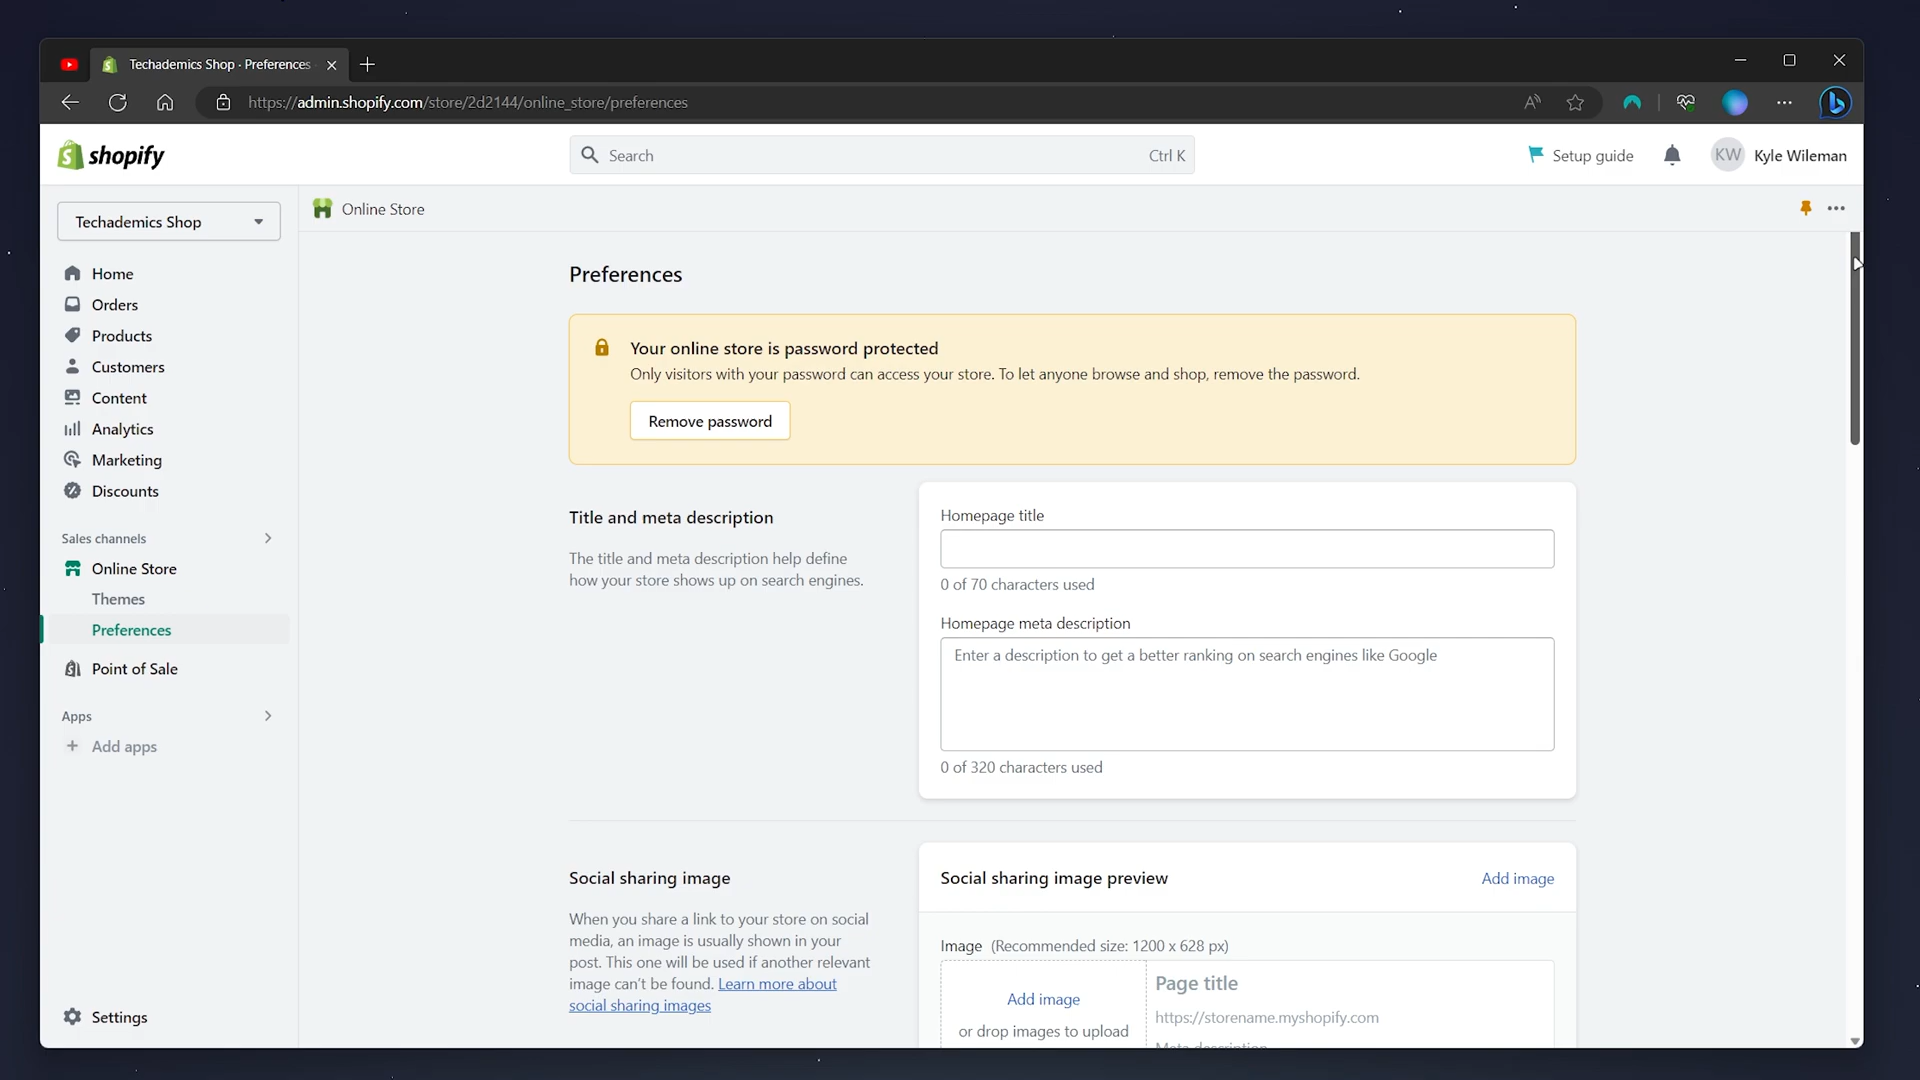 Techademics Shop · Preferences
https://admin.shopify.com/store/2d2144/online_store/preferences
shopify
Search
Ctrl K
Setup guide
KW
Kyle Wileman
Techademics Shop
Online Store
Home
Orders
Products
Customers
Content
Analytics
Marketing
Discounts
Sales channels
Online Store
Themes
Preferences
Point of Sale
Apps
Add apps
Settings
Preferences
Your online store is password protected
Only visitors with your password can access your store. To let anyone browse and shop, remove the password.
Remove password
Title and meta description
The title and meta description help define
how your store shows up on search engines.
Homepage title
0 of 70 characters used
Homepage meta description
Enter a description to get a better ranking on search engines like Google
0 of 320 characters used
Social sharing image
When you share a link to your store on social
media, an image is usually shown in your
post. This one will be used if another relevant
image can't be found. Learn more about
social sharing images
Social sharing image preview
Add image
Image (Recommended size: 1200 x 628 px)
Add image
or drop images to upload
Page title
https://storename.myshopify.com
Meta description